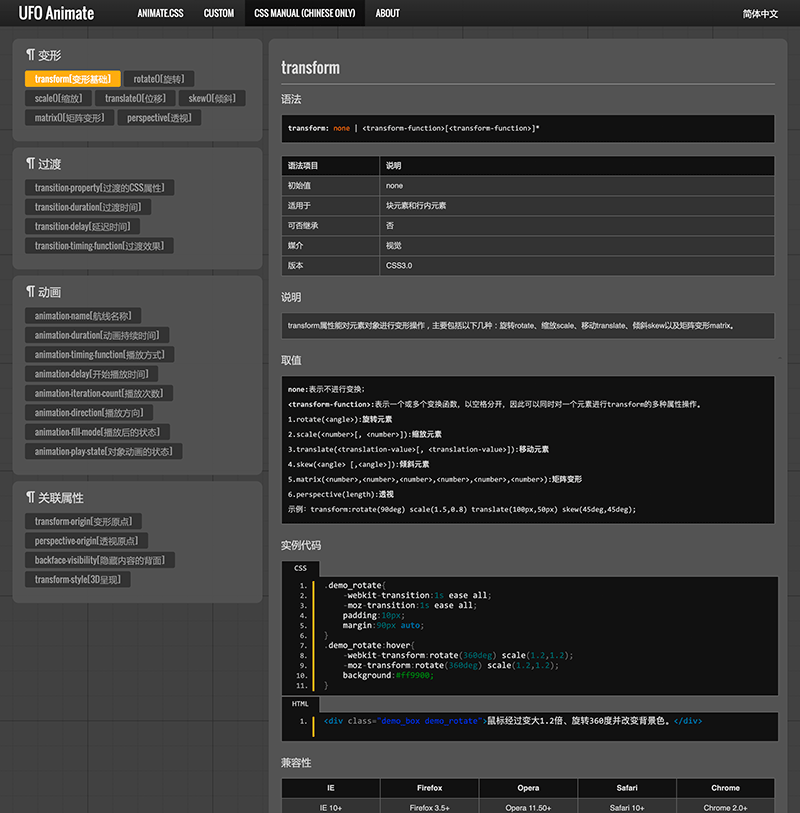 UFO Animate ANIMATE.CSS CUSTOM CSS MANUAL (CHINESE ONLY) ABOUT 简体中文
¶ 变形
transform[变形基础] rotate()[旋转]
scale()[缩放] translate()[位移] skew()[倾斜]
matrix()[矩阵变形] perspective[透视]
¶ 过渡
transition-property[过渡的CSS属性]
transition-duration[过渡时间]
transition-delay[延迟时间]
transition-timing-function[过渡效果]
¶ 动画
animation-name[航线名称]
animation-duration[动画持续时间]
animation-timing-function[播放方式]
animation-delay[开始播放时间]
animation-iteration-count[播放次数]
animation-direction[播放方向]
animation-fill-mode[播放后的状态]
animation-play-state[对象动画的状态]
¶ 关联属性
transform-origin[变形原点]
perspective-origin[透视原点]
backface-visibility[隐藏内容的背面]
transform-style[3D呈现]
transform
语法
transform: none | <transform-function>[<transform-function>]*
语法项目 说明
初始值 none
适用于 块元素和行内元素
可否继承 否
媒介 视觉
版本 CSS3.0
说明
transform属性能对元素对象进行变形操作，主要包括以下几种：旋转rotate、缩放scale、移动translate、倾斜skew以及矩阵变形matrix。
取值
none:表示不进行变换;
<transform-function>:表示一个或多个变换函数，以空格分开，因此可以同时对一个元素进行transform的多种属性操作。
1.rotate(<angle>):旋转元素
2.scale(<number>[, <number>]):缩放元素
3.translate(<translation-value>[, <translation-value>]):移动元素
4.skew(<angle> [,<angle>]):倾斜元素
5.matrix(<number>,<number>,<number>,<number>,<number>,<number>):矩阵变形
6.perspective(length):透视
示例：transform:rotate(90deg) scale(1.5,0.8) translate(100px,50px) skew(45deg,45deg);
实例代码
CSS
1. .demo_rotate{
2. -webkit-transition:1s ease all;
3. -moz-transition:1s ease all;
4. padding:10px;
5. margin:90px auto;
6. }
7. .demo_rotate:hover{
8. -webkit-transform:rotate(360deg) scale(1.2,1.2);
9. -moz-transform:rotate(360deg) scale(1.2,1.2);
10. background:#ff9900;
11. }
HTML
1. <div class="demo_box demo_rotate">鼠标经过变大1.2倍、旋转360度并改变背景色。</div>
兼容性
IE Firefox Opera Safari Chrome
IE 10+ Firefox 3.5+ Opera 11.50+ Safari 10+ Chrome 2.0+